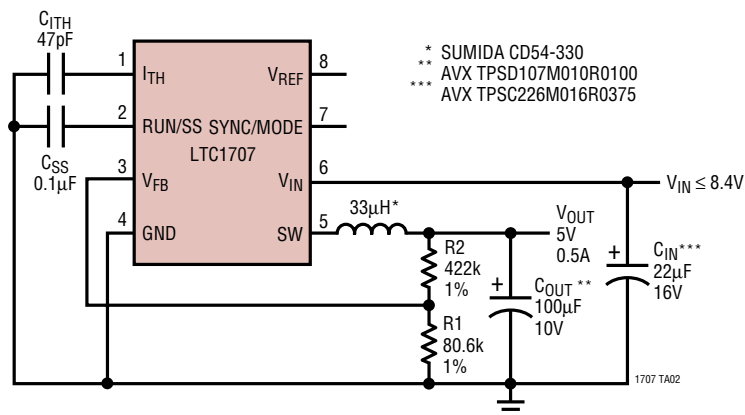 CITH
47pF
* SUMIDA CD54-330
** AVX TPSD107M010R0100
*** AVX TPSC226M016R0375
1
ITH
VREF
8
2
RUN/SS
SYNC/MODE
7
LTC1707
CSS
0.1µF
3
VFB
VIN
6
VIN ≤ 8.4V
4
GND
SW
5
33µH*
VOUT
5V
0.5A
R2
422k
1%
+
COUT**
100µF
10V
+
CIN***
22µF
16V
R1
80.6k
1%
1707 TA02